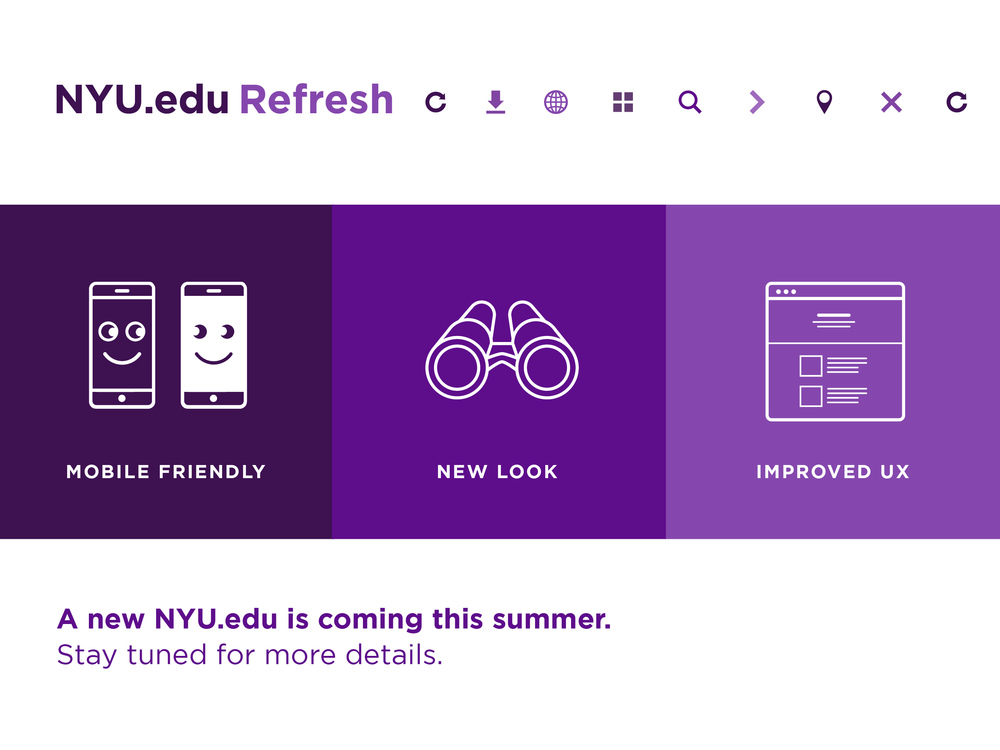 NYU.edu Refresh
MOBILE FRIENDLY
NEW LOOK
IMPROVED UX
A new NYU.edu is coming this summer.
Stay tuned for more details.